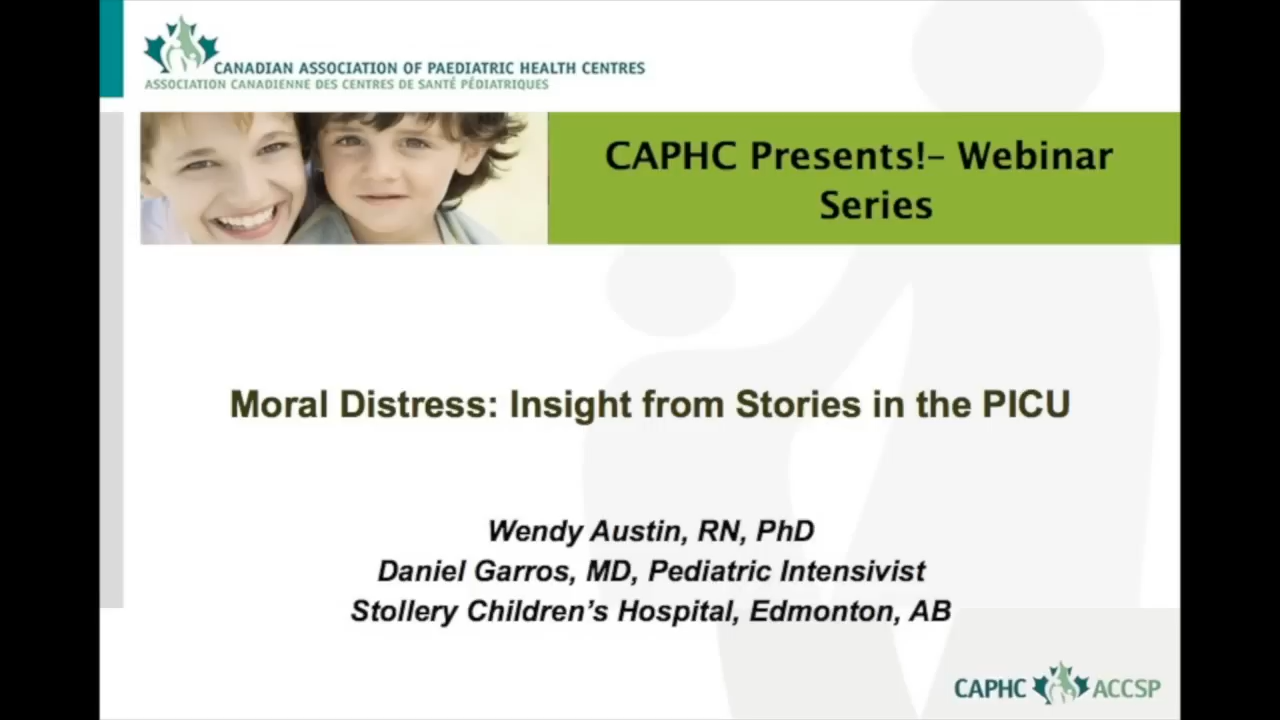 CANADIAN ASSOCIATION OF PAEDIATRIC HEALTH CENTRES
ASSOCIATION CANADIENNE DES CENTRES DE SANTÉ PÉDIATRIQUES
CAPHC Presents!– Webinar
Series
Moral Distress: Insight from Stories in the PICU
Wendy Austin, RN, PhD
Daniel Garros, MD, Pediatric Intensivist
Stollery Children's Hospital, Edmonton, AB
CAPHC ACCSP